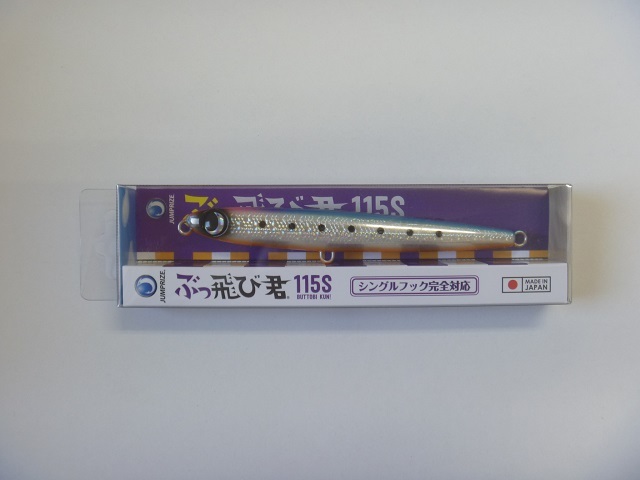 JUMPRIZE
ぶっ飛び君 115S
JUMPRIZE
ぶっ飛び君 115S
BUTTOBI KUN!
シングルフック完全対応
MADE IN
JAPAN